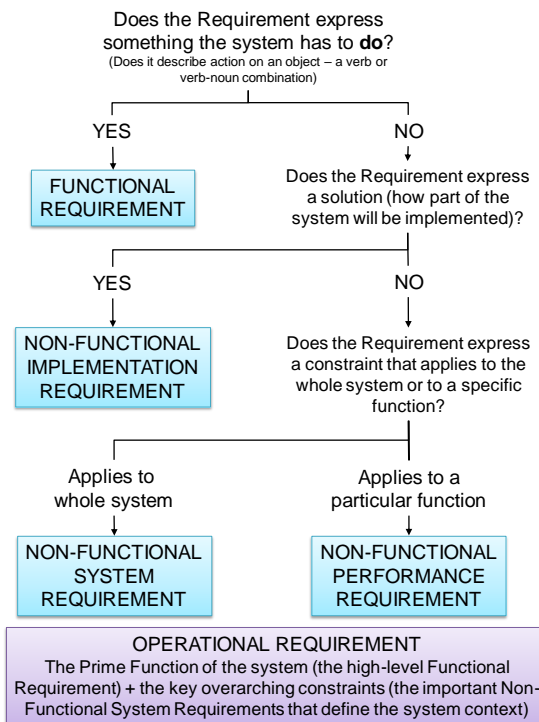 Does the Requirement express
something the system has to do?
(Does it describe action on an object – a verb or
verb-noun combination)
YES
NO
FUNCTIONAL
REQUIREMENT
Does the Requirement express
a solution (how part of the
system will be implemented)?
YES
NO
NON-FUNCTIONAL
IMPLEMENTATION
REQUIREMENT
Does the Requirement express
a constraint that applies to the
whole system or to a specific
function?
Applies to
whole system
Applies to a
particular function
NON-FUNCTIONAL
SYSTEM
REQUIREMENT
NON-FUNCTIONAL
PERFORMANCE
REQUIREMENT
OPERATIONAL REQUIREMENT
The Prime Function of the system (the high-level Functional
Requirement) + the key overarching constraints (the important Non-
Functional System Requirements that define the system context)